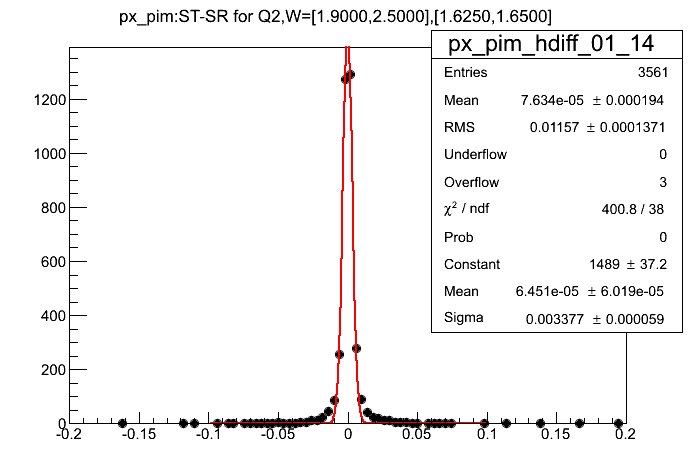 px_pim:ST-SR for Q2,W=[1.9000,2.5000],[1.6250,1.6500]
px_pim_hdiff_01_14
Entries 3561
Mean 7.634e-05 ± 0.000194
RMS 0.01157 ± 0.0001371
Underflow 0
Overflow 3
χ² / ndf 400.8 / 38
Prob 0
Constant 1489 ± 37.2
Mean 6.451e-05 ± 6.019e-05
Sigma 0.003377 ± 0.000059
1200
1000
800
600
400
200
0
-0.2 -0.15 -0.1 -0.05 0 0.05 0.1 0.15 0.2